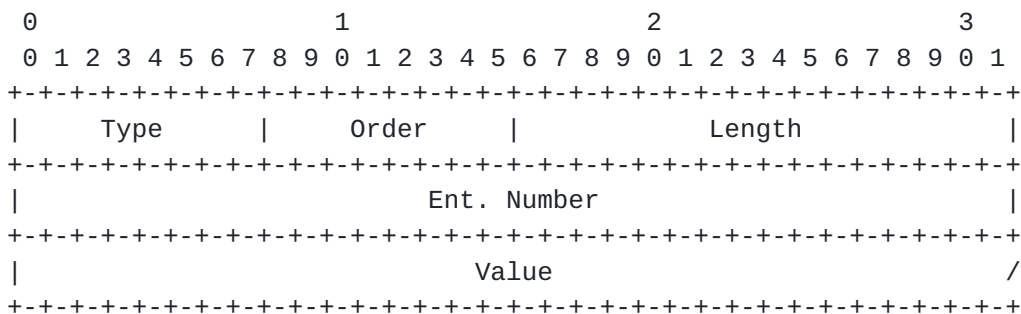 0                   1                   2                   3
 0 1 2 3 4 5 6 7 8 9 0 1 2 3 4 5 6 7 8 9 0 1 2 3 4 5 6 7 8 9 0 1
+-+-+-+-+-+-+-+-+-+-+-+-+-+-+-+-+-+-+-+-+-+-+-+-+-+-+-+-+-+-+-+-+
|     Type      |     Order     |            Length             |
+-+-+-+-+-+-+-+-+-+-+-+-+-+-+-+-+-+-+-+-+-+-+-+-+-+-+-+-+-+-+-+-+
|                          Ent. Number                          |
+-+-+-+-+-+-+-+-+-+-+-+-+-+-+-+-+-+-+-+-+-+-+-+-+-+-+-+-+-+-+-+-+
|                             Value                             /
+-+-+-+-+-+-+-+-+-+-+-+-+-+-+-+-+-+-+-+-+-+-+-+-+-+-+-+-+-+-+-+-+